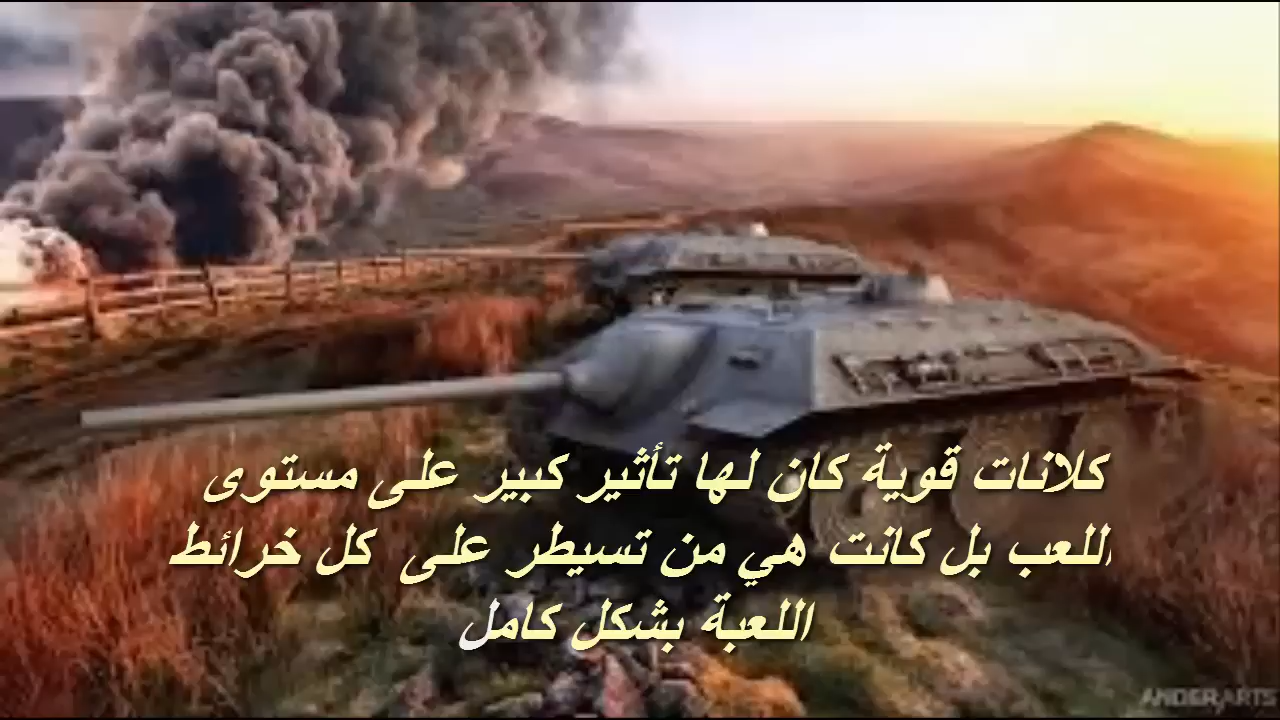 كلانات قوية كان لها تأثير كبير على مستوى
اللعب بل كانت هي من تسيطر على كل خرائط
اللعبة بشكل كامل
ANDERARTS